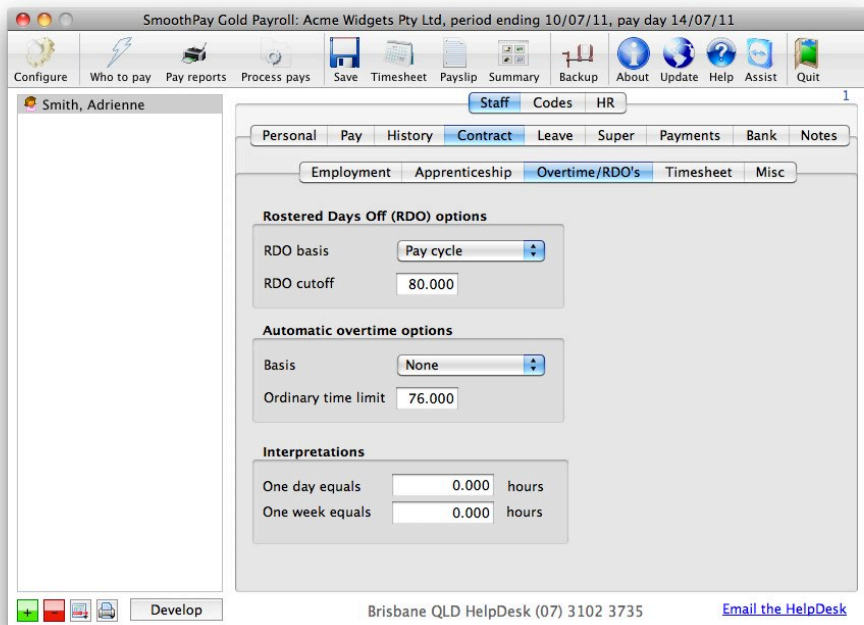 SmoothPay Gold Payroll: Acme Widgets Pty Ltd, period ending 10/07/11, pay day 14/07/11
Configure Who to pay Pay reports Process pays Save Timesheet Payslip Summary Backup About Update Help Assist Quit
Smith, Adrienne
Staff Codes HR 1
Personal Pay History Contract Leave Super Payments Bank Notes
Employment Apprenticeship Overtime/RDO's Timesheet Misc
Rostered Days Off (RDO) options
RDO basis Pay cycle
RDO cutoff 80.000
Automatic overtime options
Basis None
Ordinary time limit 76.000
Interpretations
One day equals 0.000 hours
One week equals 0.000 hours
+ - Develop Brisbane QLD HelpDesk (07) 3102 3735 Email the HelpDesk